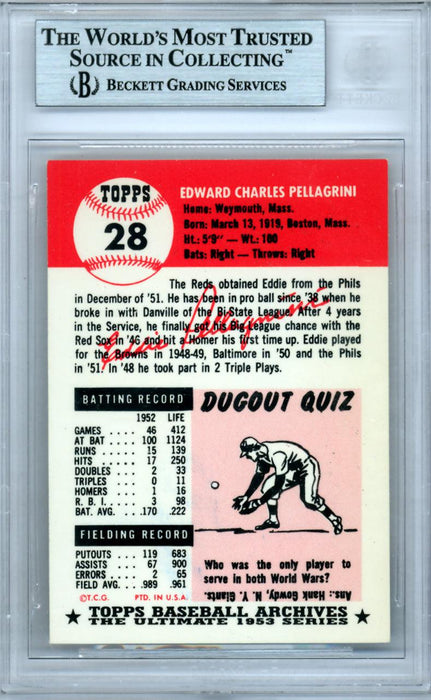 THE WORLD'S MOST TRUSTED
SOURCE IN COLLECTING™
B BECKETT GRADING SERVICES
TOPPS
28
EDWARD CHARLES PELLAGRINI
Home: Weymouth, Mass.
Born: March 13, 1919, Boston, Mass.
Ht.: 5'9" — Wt.: 160
Bats: Right — Throws: Right
The Reds obtained Eddie from the Phils
in December of '51. He has been in pro ball since '38 when he
broke in with Danville of the Bi-State League. After 4 years
in the Service, he finally got his Big League chance with the
Red Sox in '46 and hit a Homer his first time up. Eddie played
for the Browns in 1948-49, Baltimore in '50 and the Phils
in '51. In '48 he took part in 2 Triple Plays.
Eddie Pellagrini
BATTING RECORD
1952 LIFE
GAMES . . . 46 412
AT BAT . . . 100 1124
RUNS . . . . 15 139
HITS . . . . 17 250
DOUBLES . . 2 33
TRIPLES . . 0 11
HOMERS . . . 1 16
R. B. I. . . . . 3 98
BAT. AVG. . . .170 .222
FIELDING RECORD
PUTOUTS . . . 119 683
ASSISTS . . . 67 900
ERRORS . . . 2 65
FIELD AVG. . . .989 .961
©T.C.G. PTD. IN U.S.A.
DUGOUT QUIZ
Who was the only player to
serve in both World Wars?
Ans.: Hank Gowdy, N. Y. Giants.
★ TOPPS BASEBALL ARCHIVES ★
THE ULTIMATE 1953 SERIES